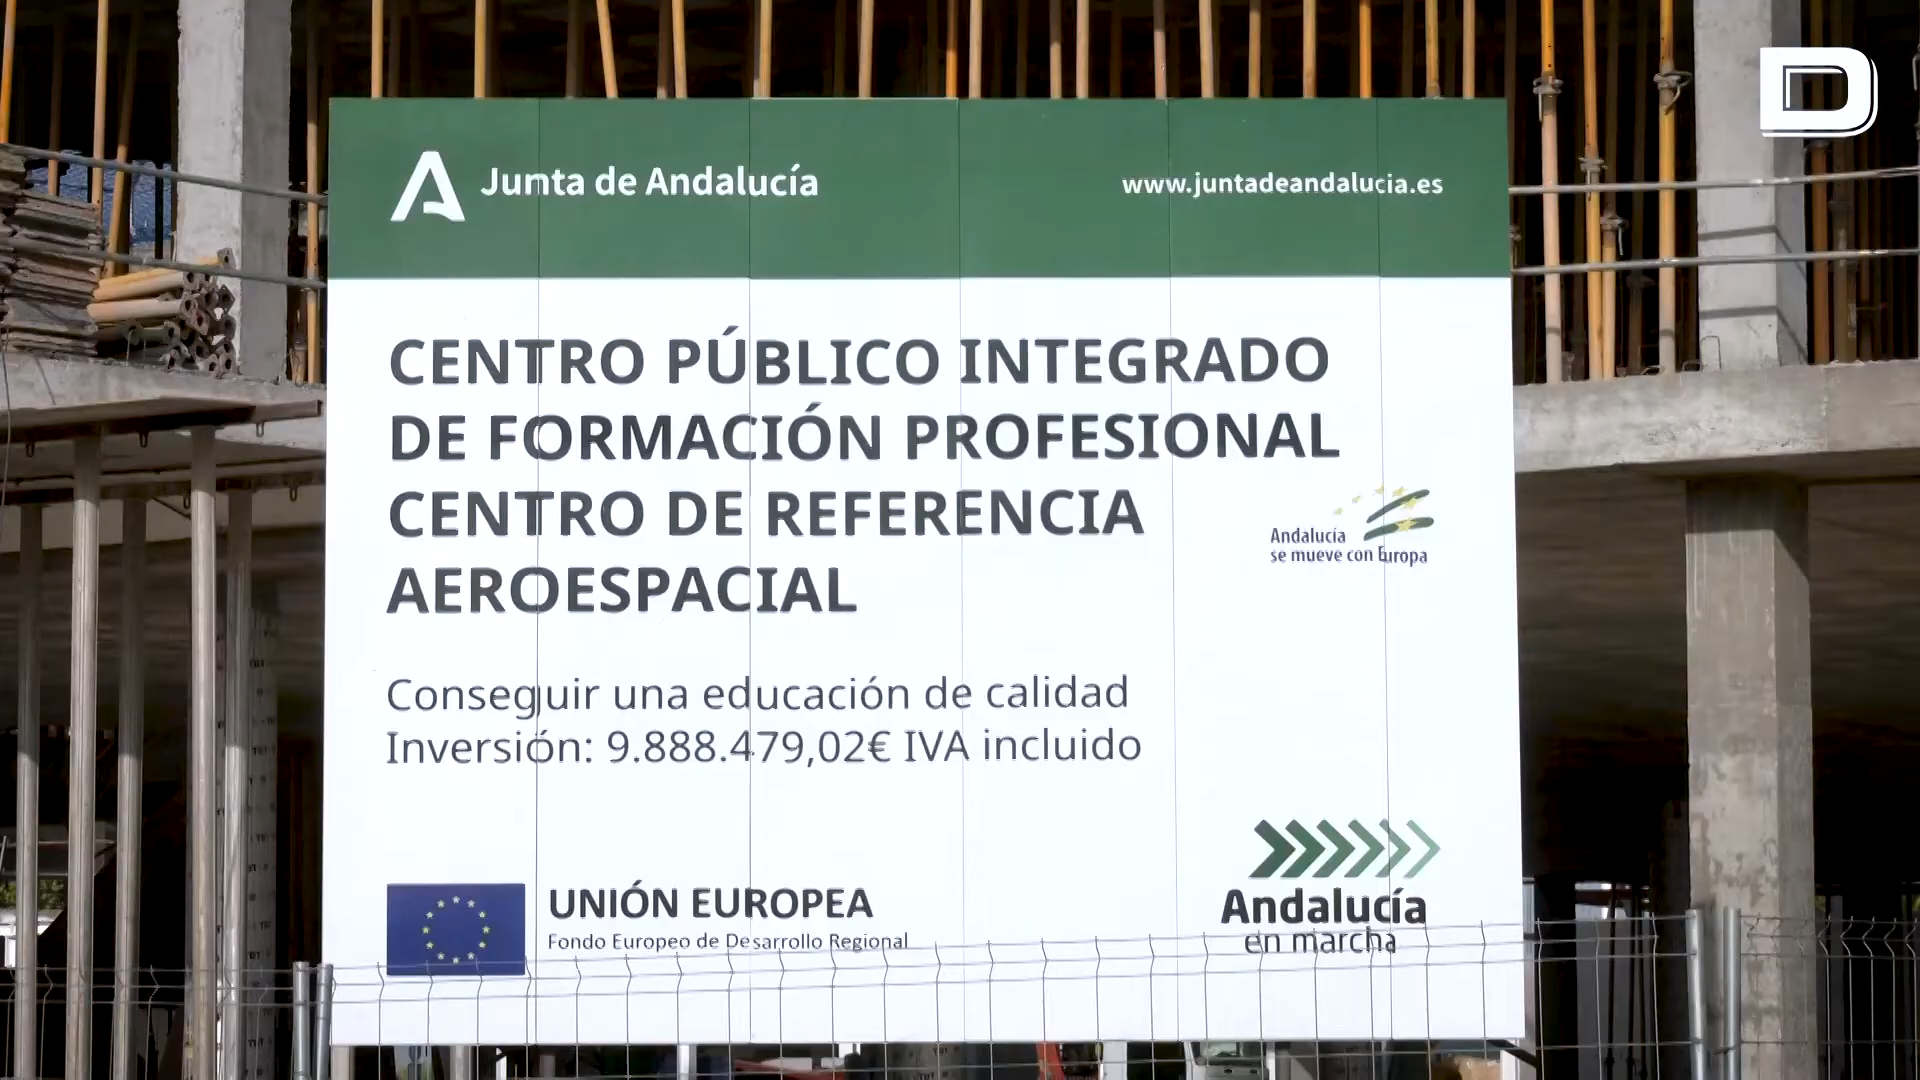 D
Junta de Andalucía
www.juntadeandalucia.es
CENTRO PÚBLICO INTEGRADO
DE FORMACIÓN PROFESIONAL
CENTRO DE REFERENCIA
AEROESPACIAL
Andalucía
se mueve con Europa
Conseguir una educación de calidad
Inversión: 9.888.479,02€ IVA incluido
UNIÓN EUROPEA
Fondo Europeo de Desarrollo Regional
Andalucía
en marcha